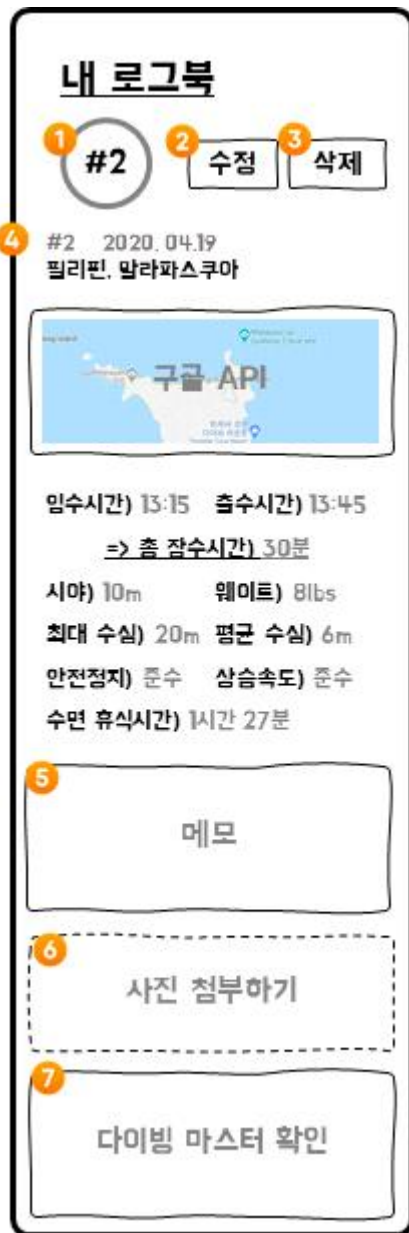 내 로그북
1
#2
2
수정
3
삭제
4
#2 2020. 04.19
필리핀, 말라파스쿠아
구글 API
입수시간) 13:15 출수시간) 13:45
=> 총 잠수시간) 30분
시야) 10m 웨이트) 8lbs
최대 수심) 20m 평균 수심) 6m
안전정지) 준수 상승속도) 준수
수면 휴식시간) 1시간 27분
5
메모
6
사진 첨부하기
7
다이빙 마스터 확인